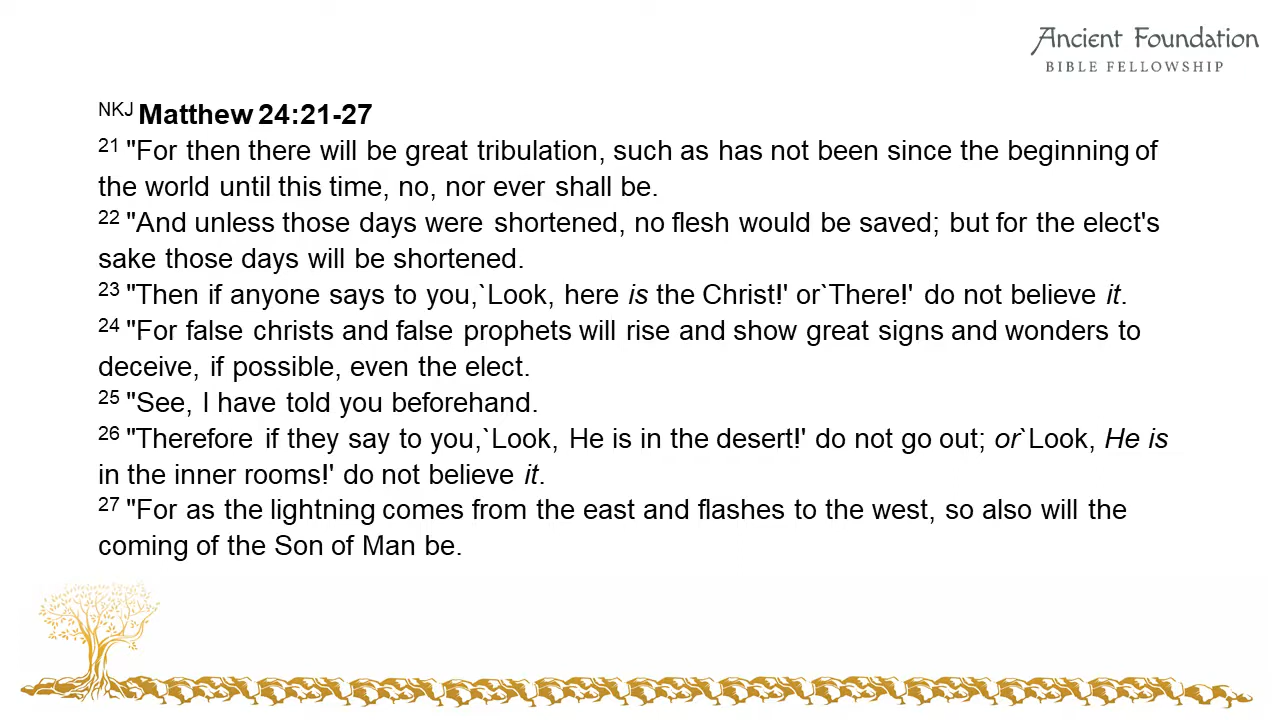 Ancient Foundation
BIBLE FELLOWSHIP
NKJ Matthew 24:21-27
21 "For then there will be great tribulation, such as has not been since the beginning of
the world until this time, no, nor ever shall be.
22 "And unless those days were shortened, no flesh would be saved; but for the elect's
sake those days will be shortened.
23 "Then if anyone says to you,`Look, here is the Christ!' or`There!' do not believe it.
24 "For false christs and false prophets will rise and show great signs and wonders to
deceive, if possible, even the elect.
25 "See, I have told you beforehand.
26 "Therefore if they say to you,`Look, He is in the desert!' do not go out; or`Look, He is
in the inner rooms!' do not believe it.
27 "For as the lightning comes from the east and flashes to the west, so also will the
coming of the Son of Man be.